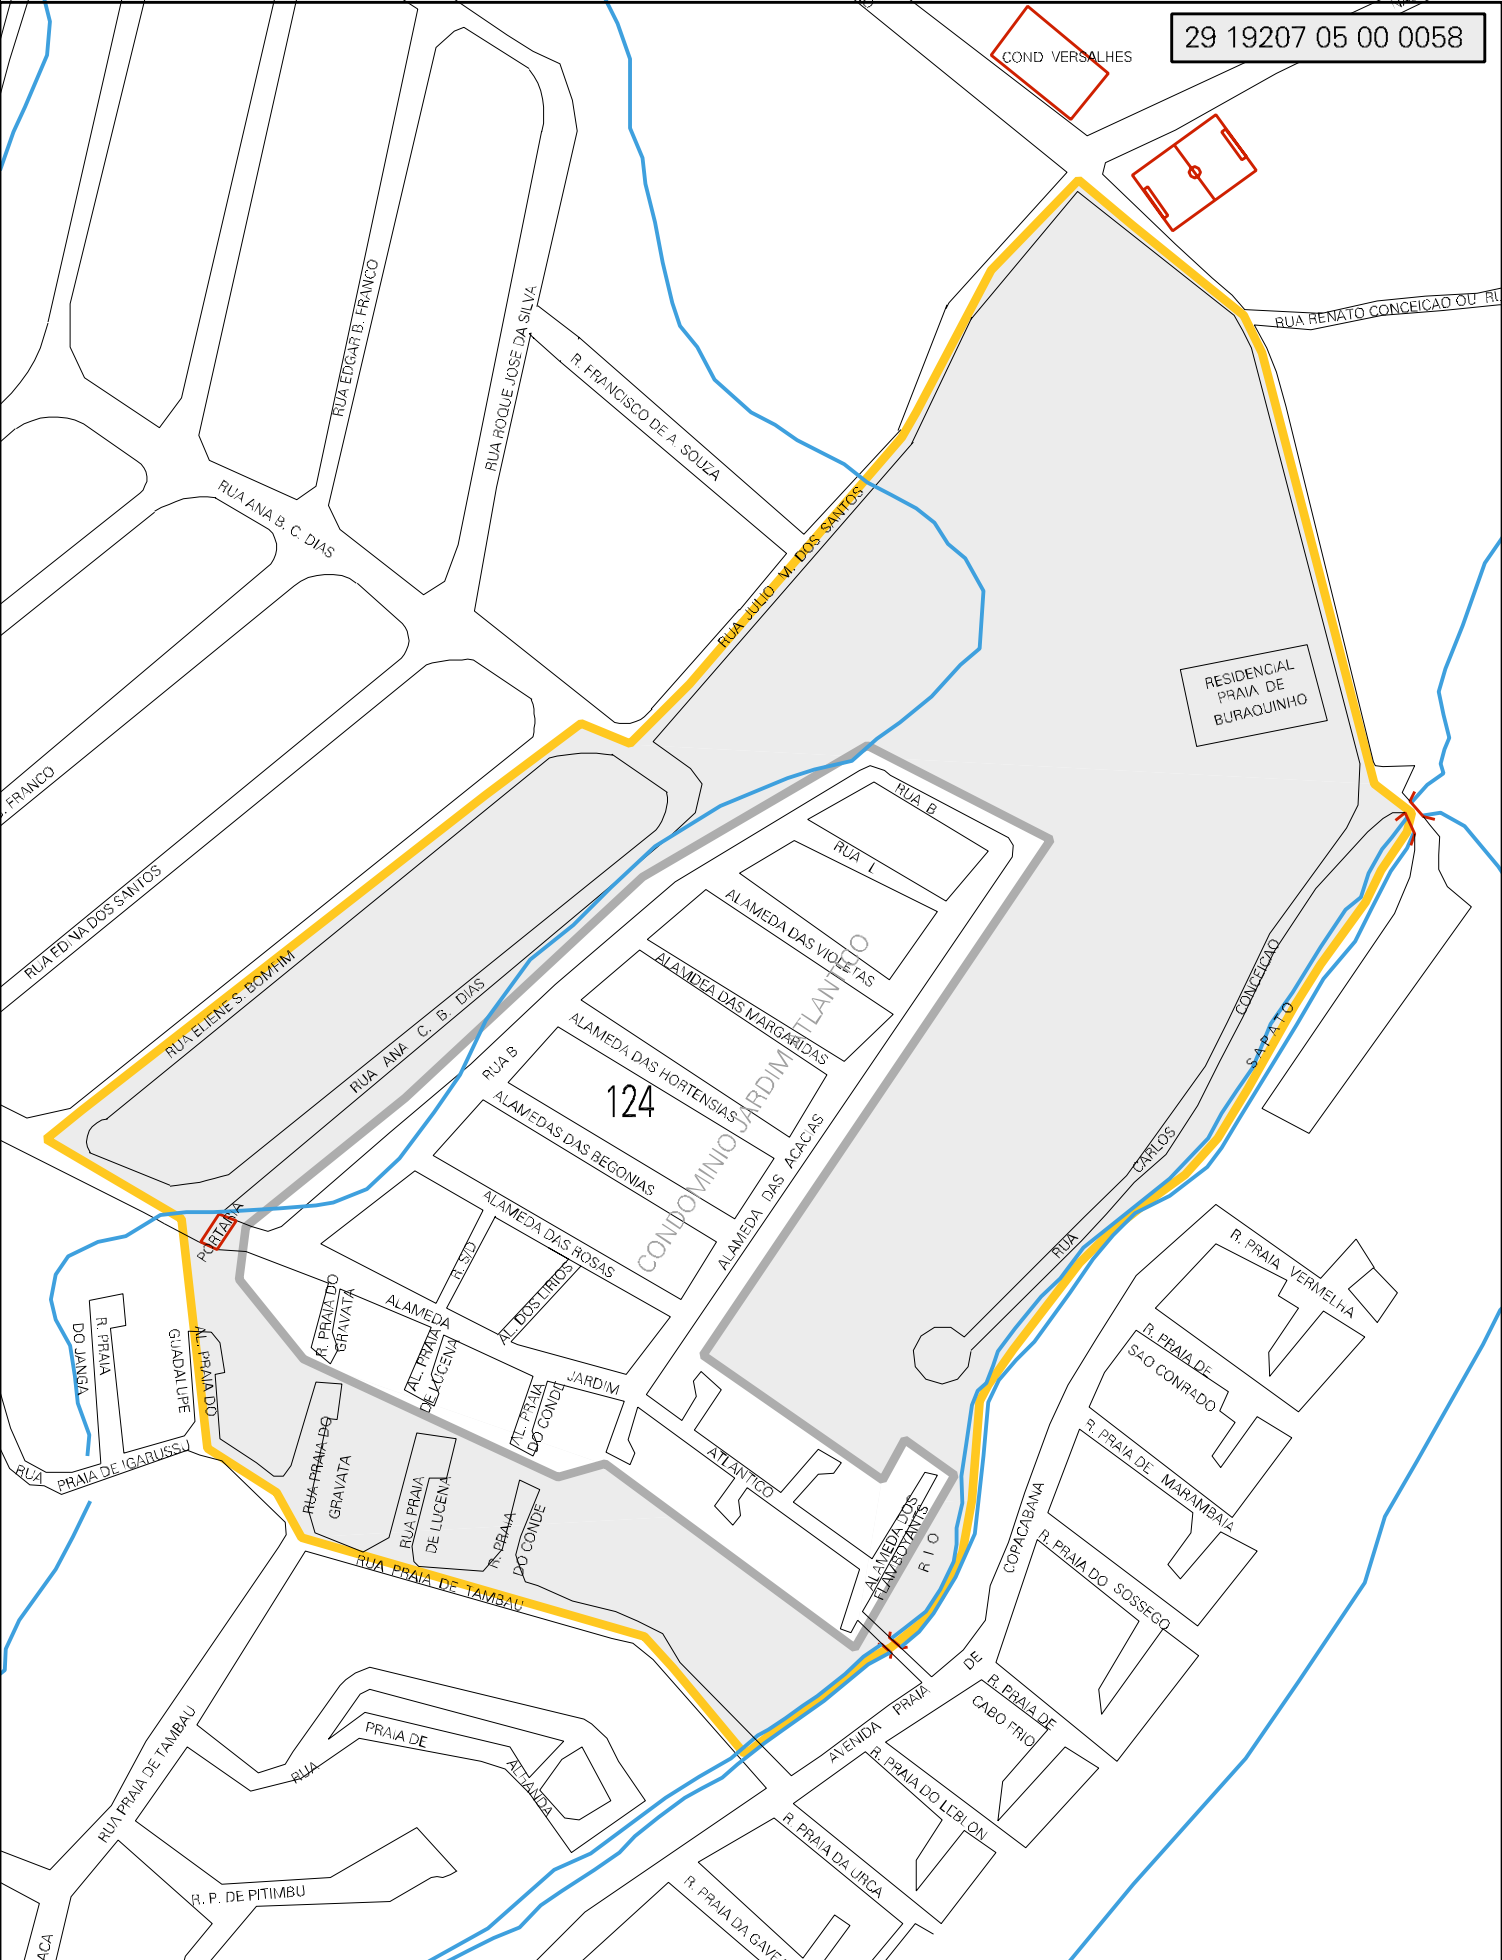 29 19207 05 00 0058
COND VERSALHES
RUA RENATO CONCEICAO OU RU
RUA EDGAR B. FRANCO
RUA ROQUE JOSE DA SILVA
R. FRANCISCO DE A. SOUZA
RUA ANA B. C. DIAS
RUA JULIO M. DOS SANTOS
RESIDENCIAL
PRAIA DE
BURAQUINHO
FRANCO
RUA EDNA DOS SANTOS
RUA ELIENE S. BOMFIM
RUA ANA C. B. DIAS
RUA B
RUA L
ALAMEDA DAS VIOLETAS
ALAMDEA DAS MARGARIDAS
ALAMEDA DAS HORTENSIAS
RUA B
124
ALAMEDAS DAS BEGONIAS
CONDOMINIO JARDIM ATLANTICO
ALAMEDA DAS ACACIAS
ALAMEDA DAS ROSAS
R. S/D
AL. DOS LIRIOS
RUA CARLOS CONCEICAO
RIO SAPATO
PORTARIA
R. PRAIA DO
GRAVATA
ALAMEDA JARDIM ATLANTICO
AL. PRAIA
DE LUCENA
AL. PRAIA
DO CONDE
ALAMEDA DOS
FLAMBOYANTS
R. PRAIA
DO JANGA
GUADALUPE
AL. PRAIA DO
RUA PRAIA DE IGARUSSU
RUA PRAIA DO
GRAVATA
RUA PRAIA
DE LUCENA
R. PRAIA
DO CONDE
RUA PRAIA DE TAMBAU
R. PRAIA VERMELHA
R. PRAIA DE
SAO CONRADO
R. PRAIA DE MARAMBAIA
R. PRAIA DO SOSSEGO
AVENIDA PRAIA DE COPACABANA
R. PRAIA DE
CABO FRIO
R. PRAIA DO LEBLON
R. PRAIA DA URCA
R. PRAIA DA GAVE
RUA PRAIA DE ALHANDA
RUA PRAIA DE TAMBAU
R. P. DE PITIMBU
ACA